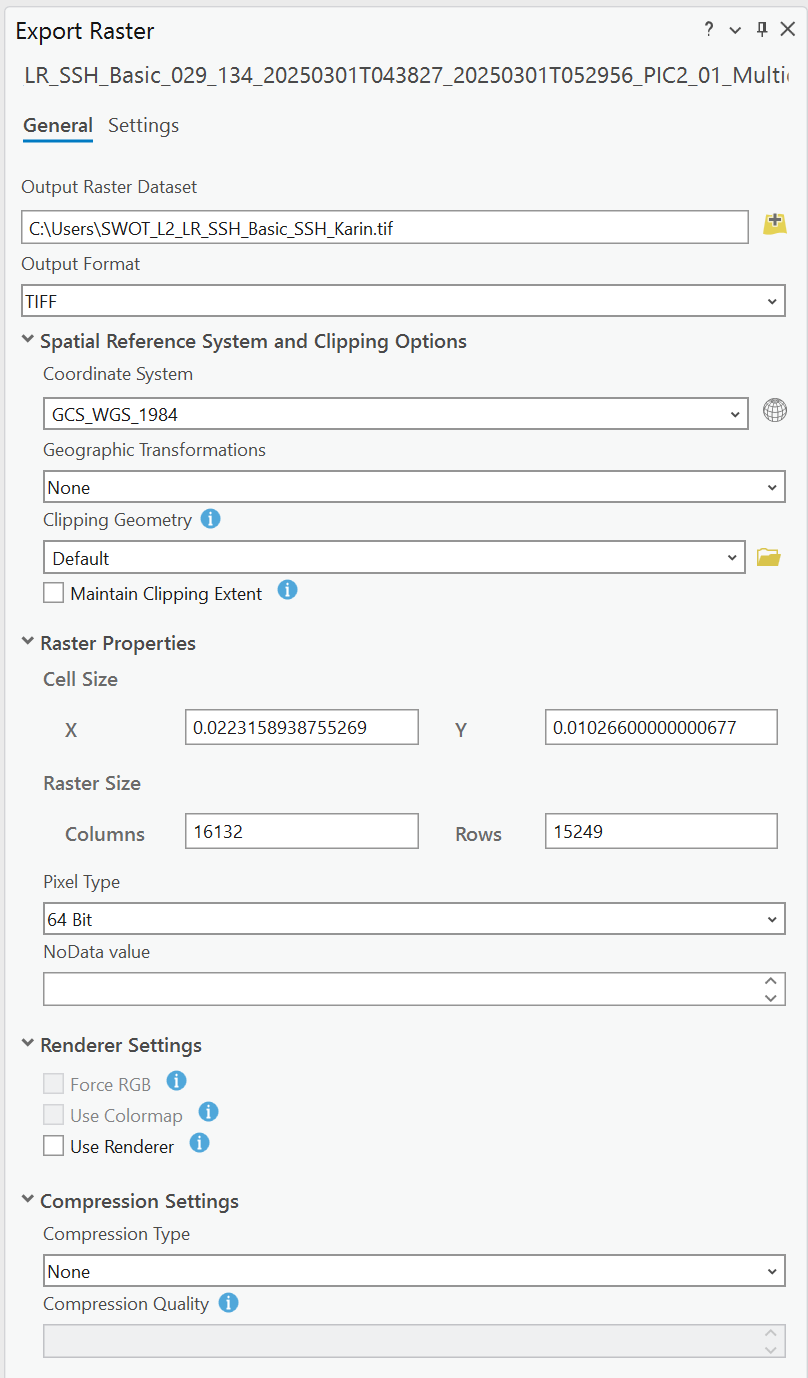 Export Raster
LR_SSH_Basic_029_134_20250301T043827_20250301T052956_PIC2_01_Multi
General Settings
Output Raster Dataset
C:\Users\SWOT_L2_LR_SSH_Basic_SSH_Karin.tif
Output Format
TIFF
Spatial Reference System and Clipping Options
Coordinate System
GCS_WGS_1984
Geographic Transformations
None
Clipping Geometry
Default
Maintain Clipping Extent
Raster Properties
Cell Size
X 0.0223158938755269 Y 0.01026600000000677
Raster Size
Columns 16132 Rows 15249
Pixel Type
64 Bit
NoData value
Renderer Settings
Force RGB
Use Colormap
Use Renderer
Compression Settings
Compression Type
None
Compression Quality